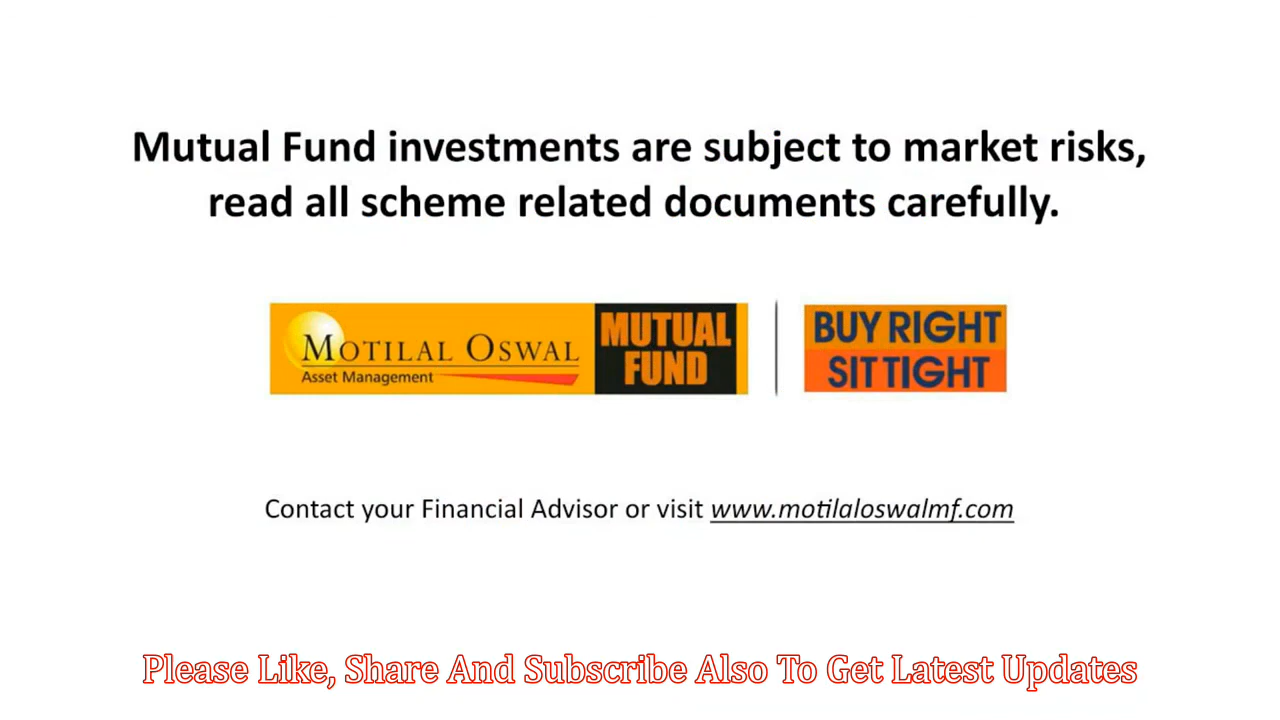 Mutual Fund investments are subject to market risks,
read all scheme related documents carefully.
MOTILAL OSWAL
Asset Management
MUTUAL
FUND
BUY RIGHT
SIT TIGHT
Contact your Financial Advisor or visit www.motilaloswalmf.com
Please Like, Share And Subscribe Also To Get Latest Updates